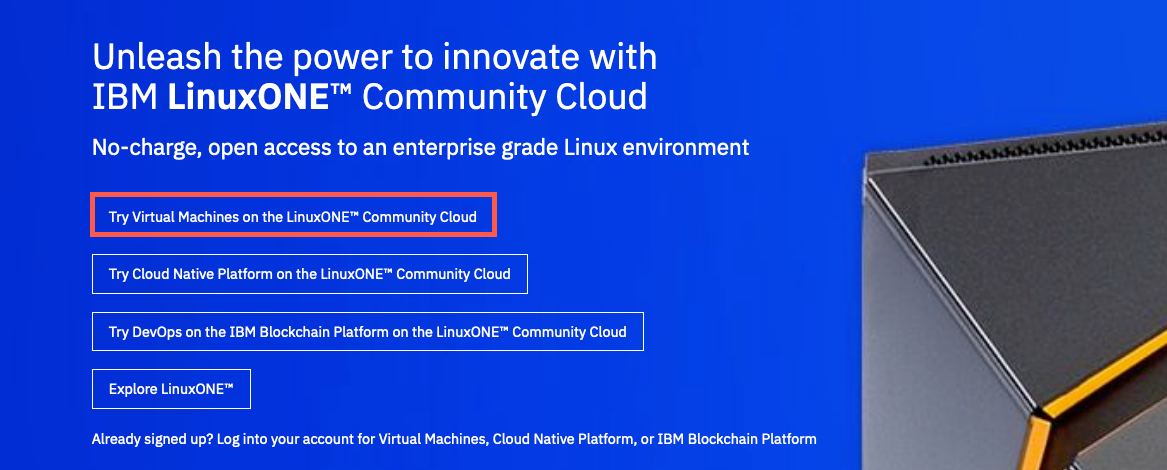 Unleash the power to innovate with
IBM LinuxONE™ Community Cloud
No-charge, open access to an enterprise grade Linux environment
Try Virtual Machines on the LinuxONE™ Community Cloud
Try Cloud Native Platform on the LinuxONE™ Community Cloud
Try DevOps on the IBM Blockchain Platform on the LinuxONE™ Community Cloud
Explore LinuxONE™
Already signed up? Log into your account for Virtual Machines, Cloud Native Platform, or IBM Blockchain Platform